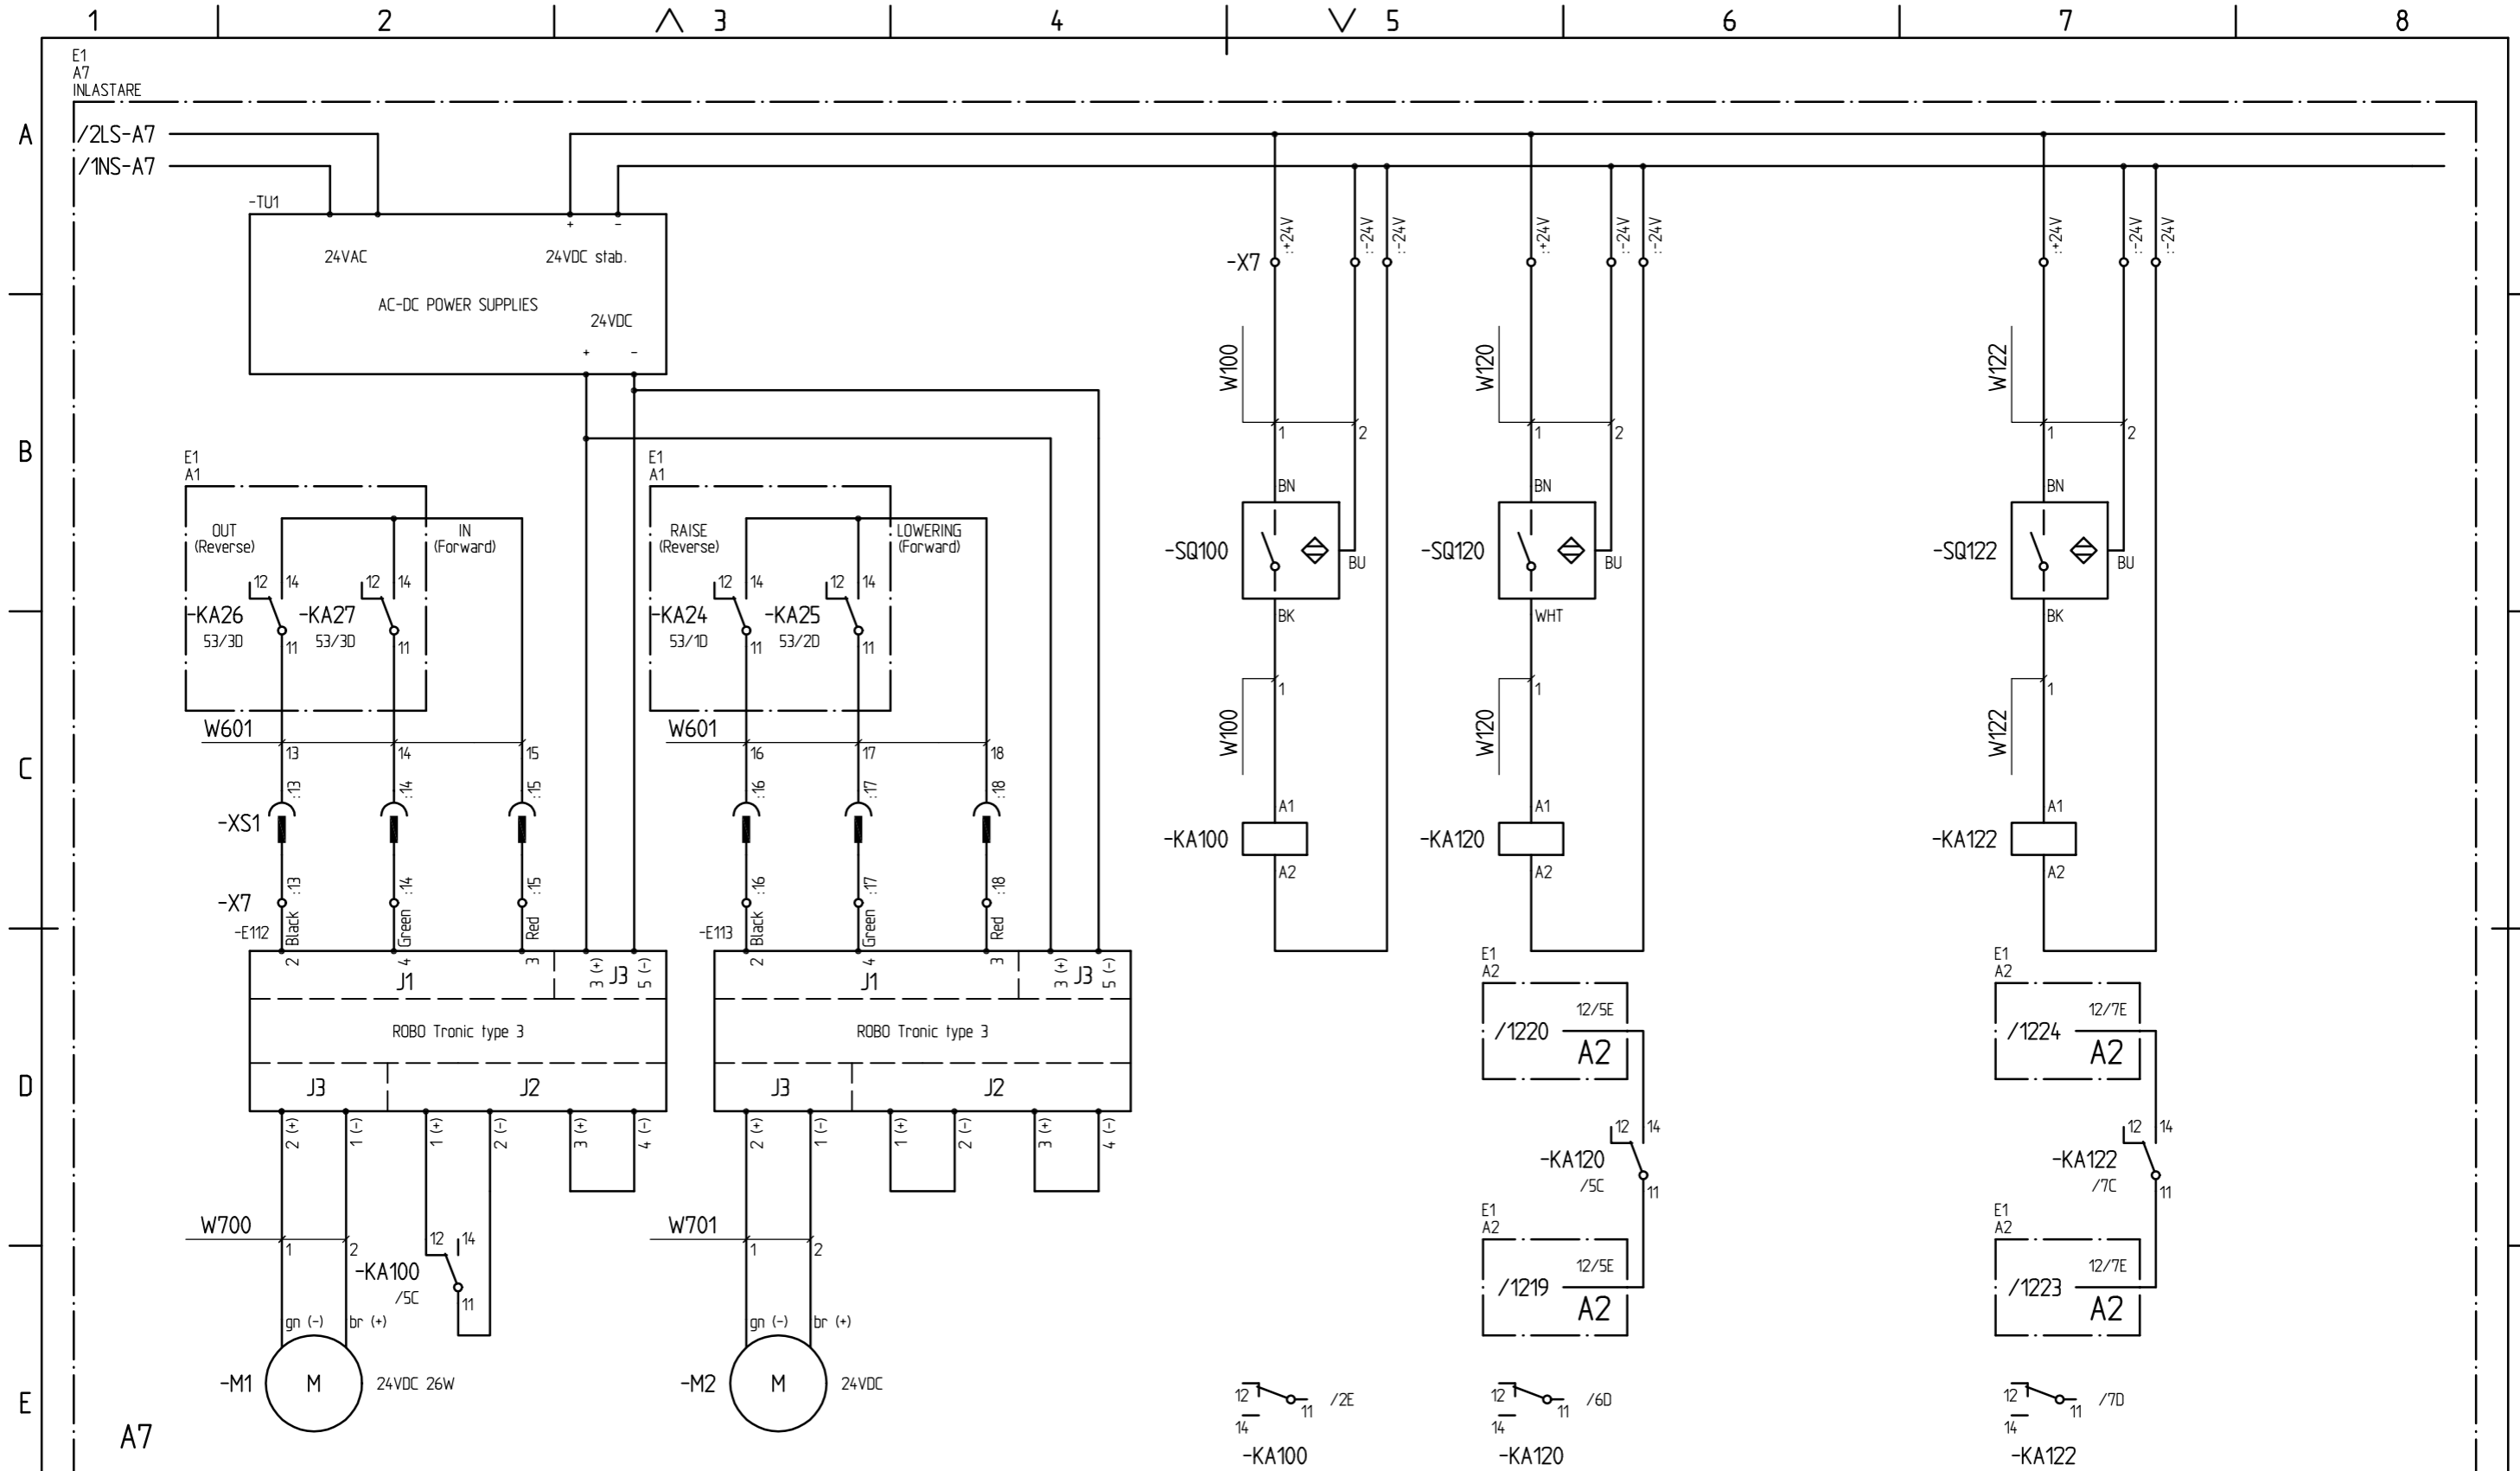 1 2 3 4 5 6 7 8
E1
A7
INLASTARE
A
/2LS-A7
/1NS-A7
-TU1
+ -
24VAC 24VDC stab.
AC-DC POWER SUPPLIES
24VDC
+ -
-X7 :+24V :-24V :-24V :+24V :-24V :-24V :+24V :-24V :-24V
W100 W120 W122
1 2 1 2 1 2
B
E1
A1
E1
A1
BN BN BN
OUT
(Reverse)
IN
(Forward)
RAISE
(Reverse)
LOWERING
(Forward)
-SQ100 BU -SQ120 BU -SQ122 BU
12 14 12 14 12 14 12 14
-KA26 -KA27 -KA24 -KA25
53/3D 53/3D 53/1D 53/2D
11 11 11 11
BK WHT BK
1 1 1
W601 W601
13 14 15 16 17 18
W100 W120 W122
C
:13 :14 :15 :16 :17 :18
-XS1
A1 A1 A1
-KA100 -KA120 -KA122
A2 A2 A2
-X7 :13 :14 :15 :16 :17 :18
-E112 Black Green Red -E113 Black Green Red
2 4 3 3 (+) J3 5 (-) 2 4 3 3 (+) J3 5 (-)
J1 J1
ROBO Tronic type 3 ROBO Tronic type 3
E1
A2
E1
A2
12/5E 12/7E
/1220 /1224
A2 A2
D
J3 J2 J3 J2
2 (+) 1 (-) 1 (+) 2 (-) 3 (+) 4 (-) 2 (+) 1 (-) 1 (+) 2 (-) 3 (+) 4 (-)
12 14 12 14
-KA120 -KA122
/5C /7C
11 11
W700 W701
1 2 1 2
12 14
-KA100
/5C
11
E1
A2
E1
A2
12/5E 12/7E
/1219 /1223
A2 A2
gn (-) br (+) gn (-) br (+)
-M1 M 24VDC 26W -M2 M 24VDC
E
12 11 /2E 12 11 /6D 12 11 /7D
14 14 14
A7
-KA100 -KA120 -KA122